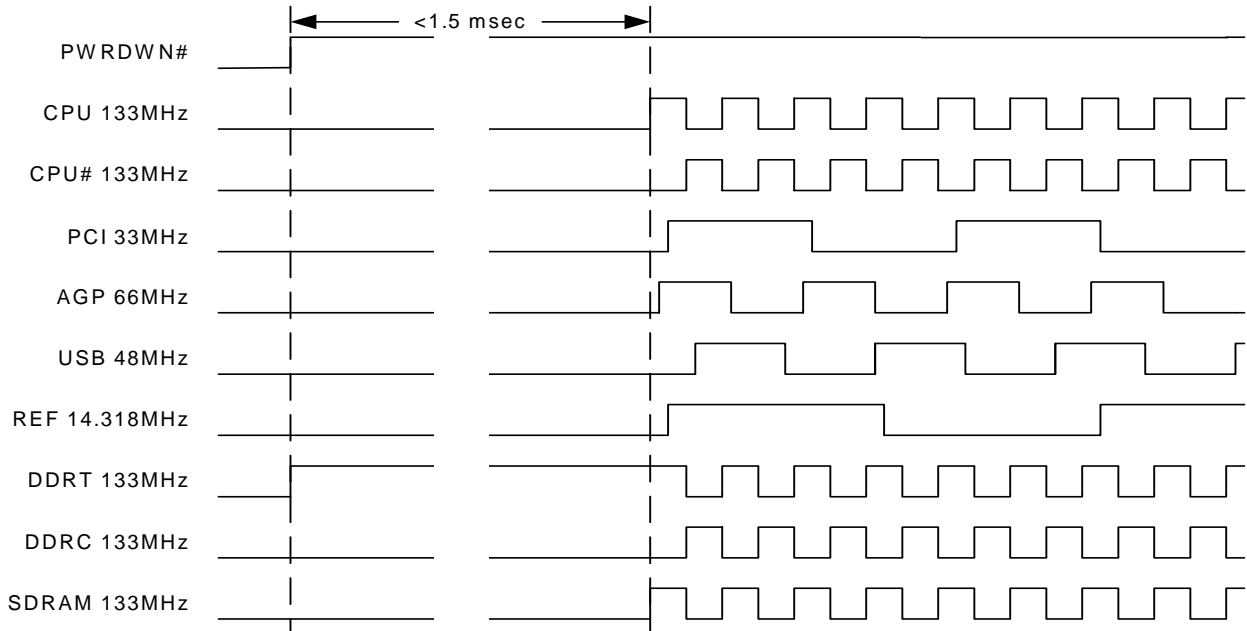 <1.5 msec
PWRDWN#
CPU 133MHz
CPU# 133MHz
PCI 33MHz
AGP 66MHz
USB 48MHz
REF 14.318MHz
DDRT 133MHz
DDRC 133MHz
SDRAM 133MHz